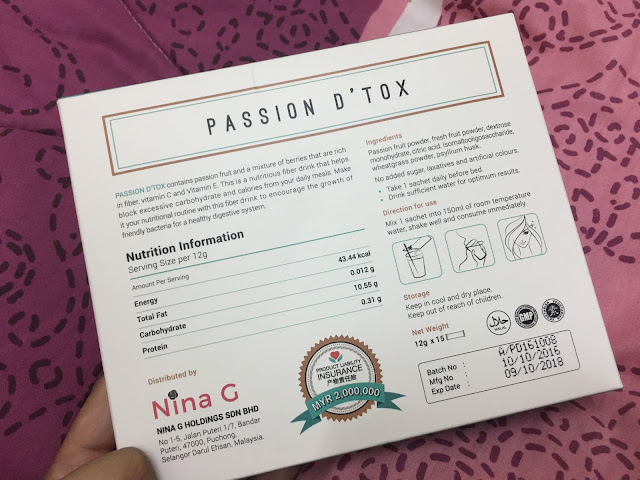 PASSION D'TOX
PASSION D'TOX contains passion fruit and a mixture of berries that are rich
in fiber, vitamin C and Vitamin E. This is a nutritious fiber drink that helps
block excessive carbohydrate and calories from your daily meals. Make
it your nutritional routine with this fiber drink to encourage the growth of
friendly bacteria for a healthy digestive system.
Nutrition Information
Serving Size per 12g
Amount Per Serving
Energy 43.44 kcal
Total Fat 0.012 g
Carbohydrate 10.55 g
Protein 0.31 g
Distributed by
Nina G
NINA G HOLDINGS SDN BHD
No 1-5, Jalan Puteri 1/7, Bandar
Puteri, 47000, Puchong,
Selangor Darul Ehsan, Malaysia.
PRODUCT LIABILITY
INSURANCE
产物责任险
MYR 2,000,000
Ingredients
Passion fruit powder, fresh fruit powder, dextrose
monohydrate, citric acid, isomaltooligosaccharide,
wheatgrass powder, psyllium husk.
No added sugar, laxatives and artificial colours.
• Take 1 sachet daily before bed.
• Drink sufficient water for optimum results.
Direction for use
Mix 1 sachet into 150ml of room temperature
water, shake well and consume immediately.
Storage
Keep in cool and dry place.
Keep out of reach of children.
Net Weight
12g x 15
حلال
HALAL
GMP
Batch No : A/PD161008
Mfg No : 10/10/2016
Exp Date : 09/10/2018